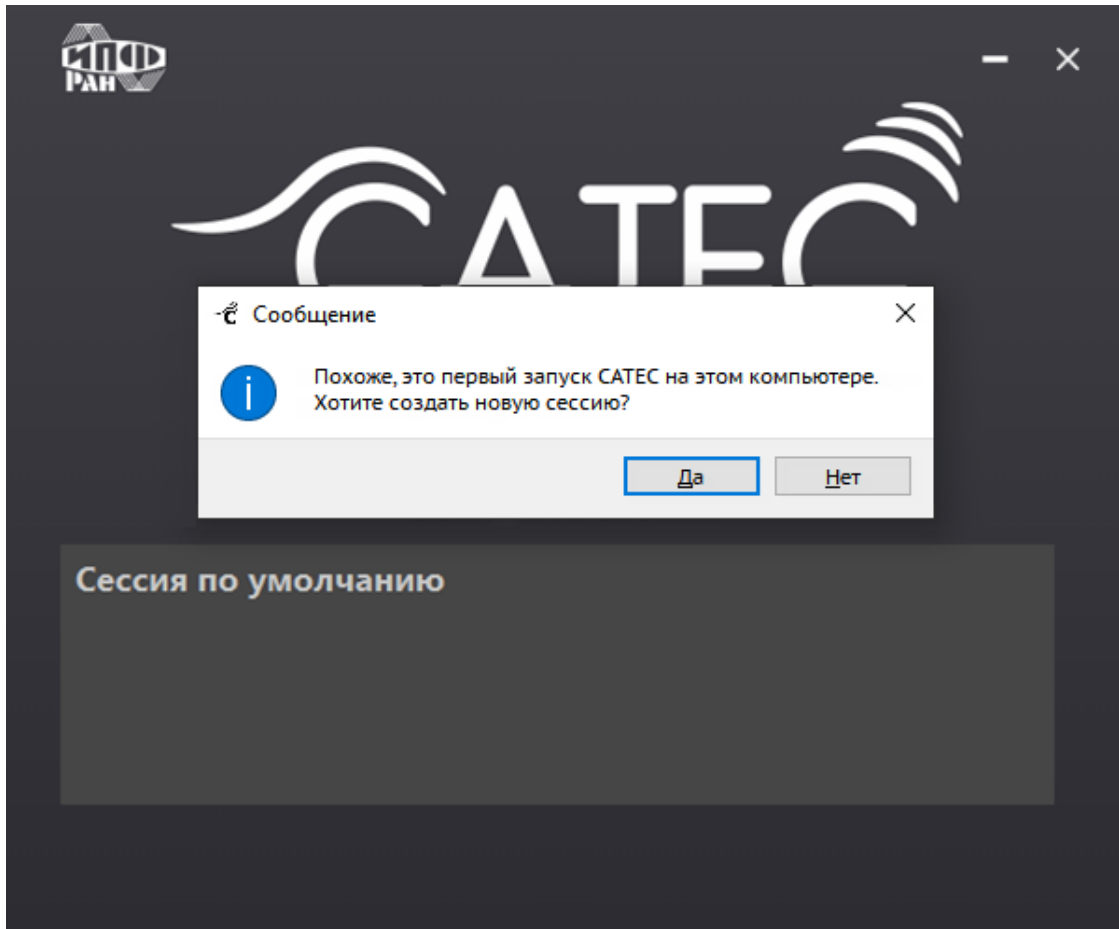 ИПФ
РАН
CATEC
Сообщение
Похоже, это первый запуск CATEC на этом компьютере.
Хотите создать новую сессию?
Да
Нет
Сессия по умолчанию